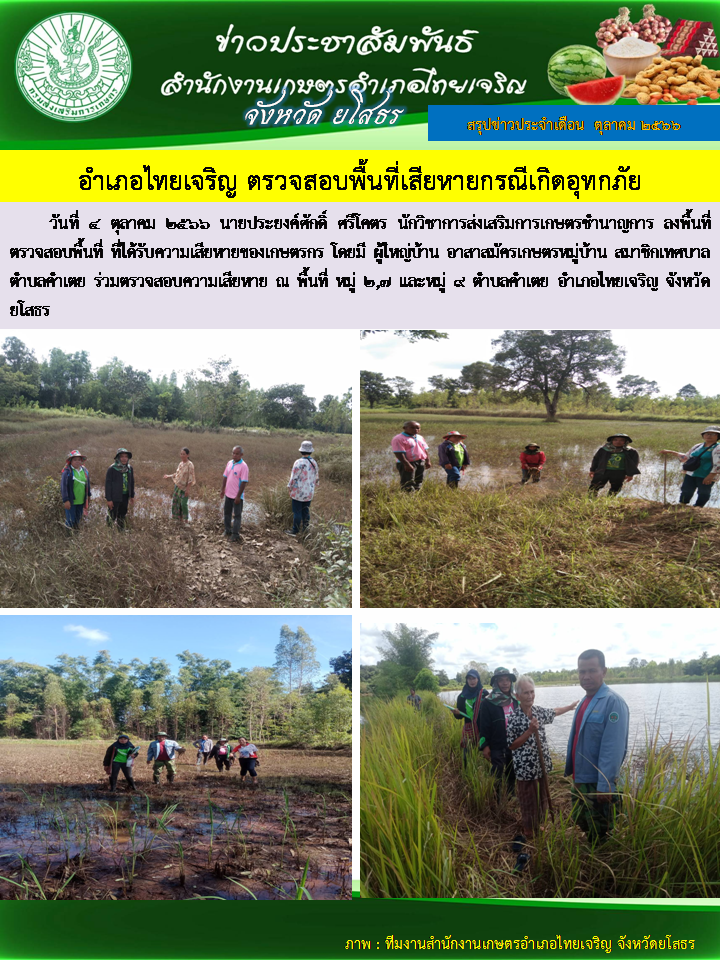 กรมส่งเสริมการเกษตร
ข่าวประชาสัมพันธ์
สำนักงานเกษตรอำเภอไทยเจริญ
จังหวัด ยโสธร
สรุปข่าวประจำเดือน ตุลาคม ๒๕๖๖
อำเภอไทยเจริญ ตรวจสอบพื้นที่เสียหายกรณีเกิดอุทกภัย
วันที่ ๔ ตุลาคม ๒๕๖๖ นายประยงค์ศักดิ์ ศรีโคตร นักวิชาการส่งเสริมการเกษตรชำนาญการ ลงพื้นที่
ตรวจสอบพื้นที่ ที่ได้รับความเสียหายของเกษตรกร โดยมี ผู้ใหญ่บ้าน อาสาสมัครเกษตรหมู่บ้าน สมาชิกเทศบาล
ตำบลคำเตย ร่วมตรวจสอบความเสียหาย ณ พื้นที่ หมู่ ๒,๗ และหมู่ ๙ ตำบลคำเตย อำเภอไทยเจริญ จังหวัด
ยโสธร
ภาพ : ทีมงานสำนักงานเกษตรอำเภอไทยเจริญ จังหวัดยโสธร